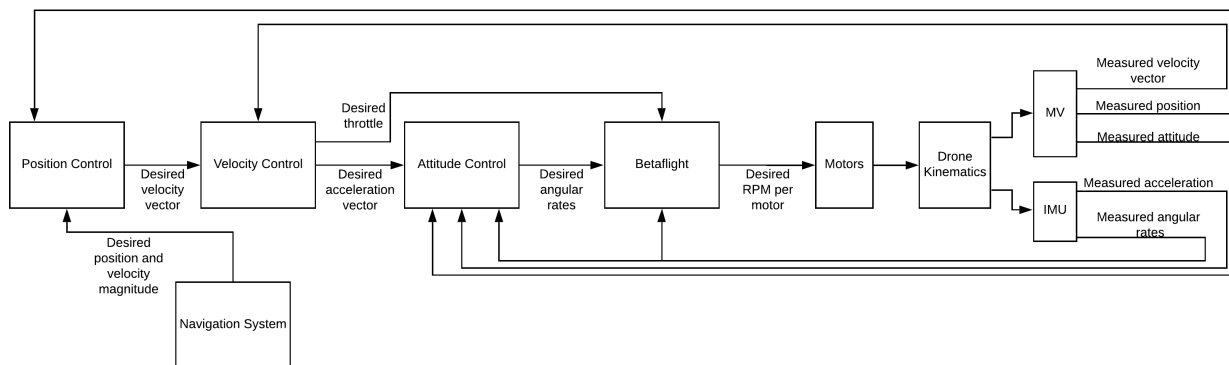 Measured velocity
vector
Desired
throttle
Measured position
MV
Measured attitude
Position Control
Velocity Control
Attitude Control
Betaflight
Motors
Drone
Kinematics
Desired
velocity
vector
Desired
acceleration
vector
Desired
angular
rates
Desired
RPM per
motor
Measured acceleration
IMU
Measured angular
rates
Desired
position and
velocity
magnitude
Navigation System